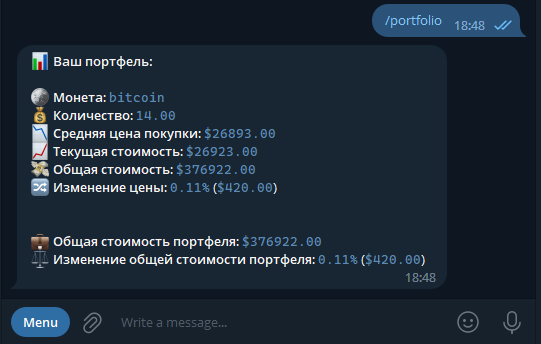 /portfolio
18:48
Ваш портфель:
Монета: bitcoin
Количество: 14.00
Средняя цена покупки: $26893.00
Текущая стоимость: $26923.00
Общая стоимость: $376922.00
Изменение цены: 0.11% ($420.00)
Общая стоимость портфеля: $376922.00
Изменение общей стоимости портфеля: 0.11% ($420.00)
18:48
Menu
Write a message...